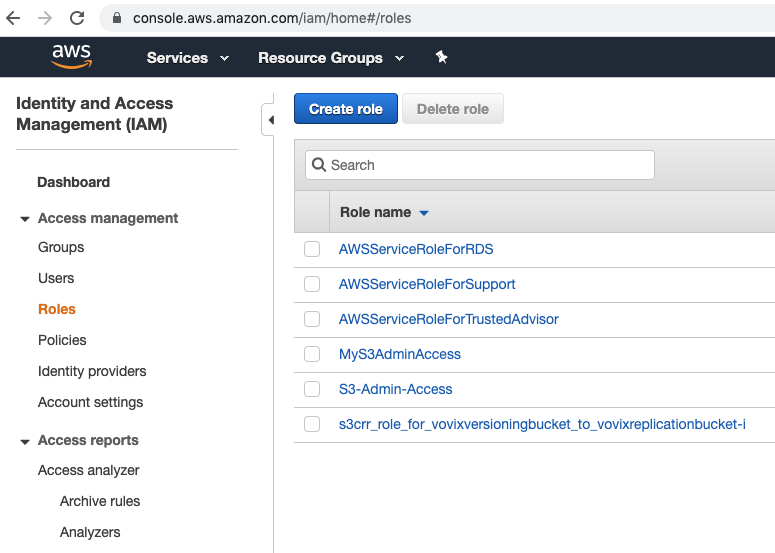 console.aws.amazon.com/iam/home#/roles
aws
Services
Resource Groups
Identity and Access
Management (IAM)
Dashboard
Access management
Groups
Users
Roles
Policies
Identity providers
Account settings
Access reports
Access analyzer
Archive rules
Analyzers
Create role
Delete role
Search
Role name
AWSServiceRoleForRDS
AWSServiceRoleForSupport
AWSServiceRoleForTrustedAdvisor
MyS3AdminAccess
S3-Admin-Access
s3crr_role_for_vovixversioningbucket_to_vovixreplicationbucket-i